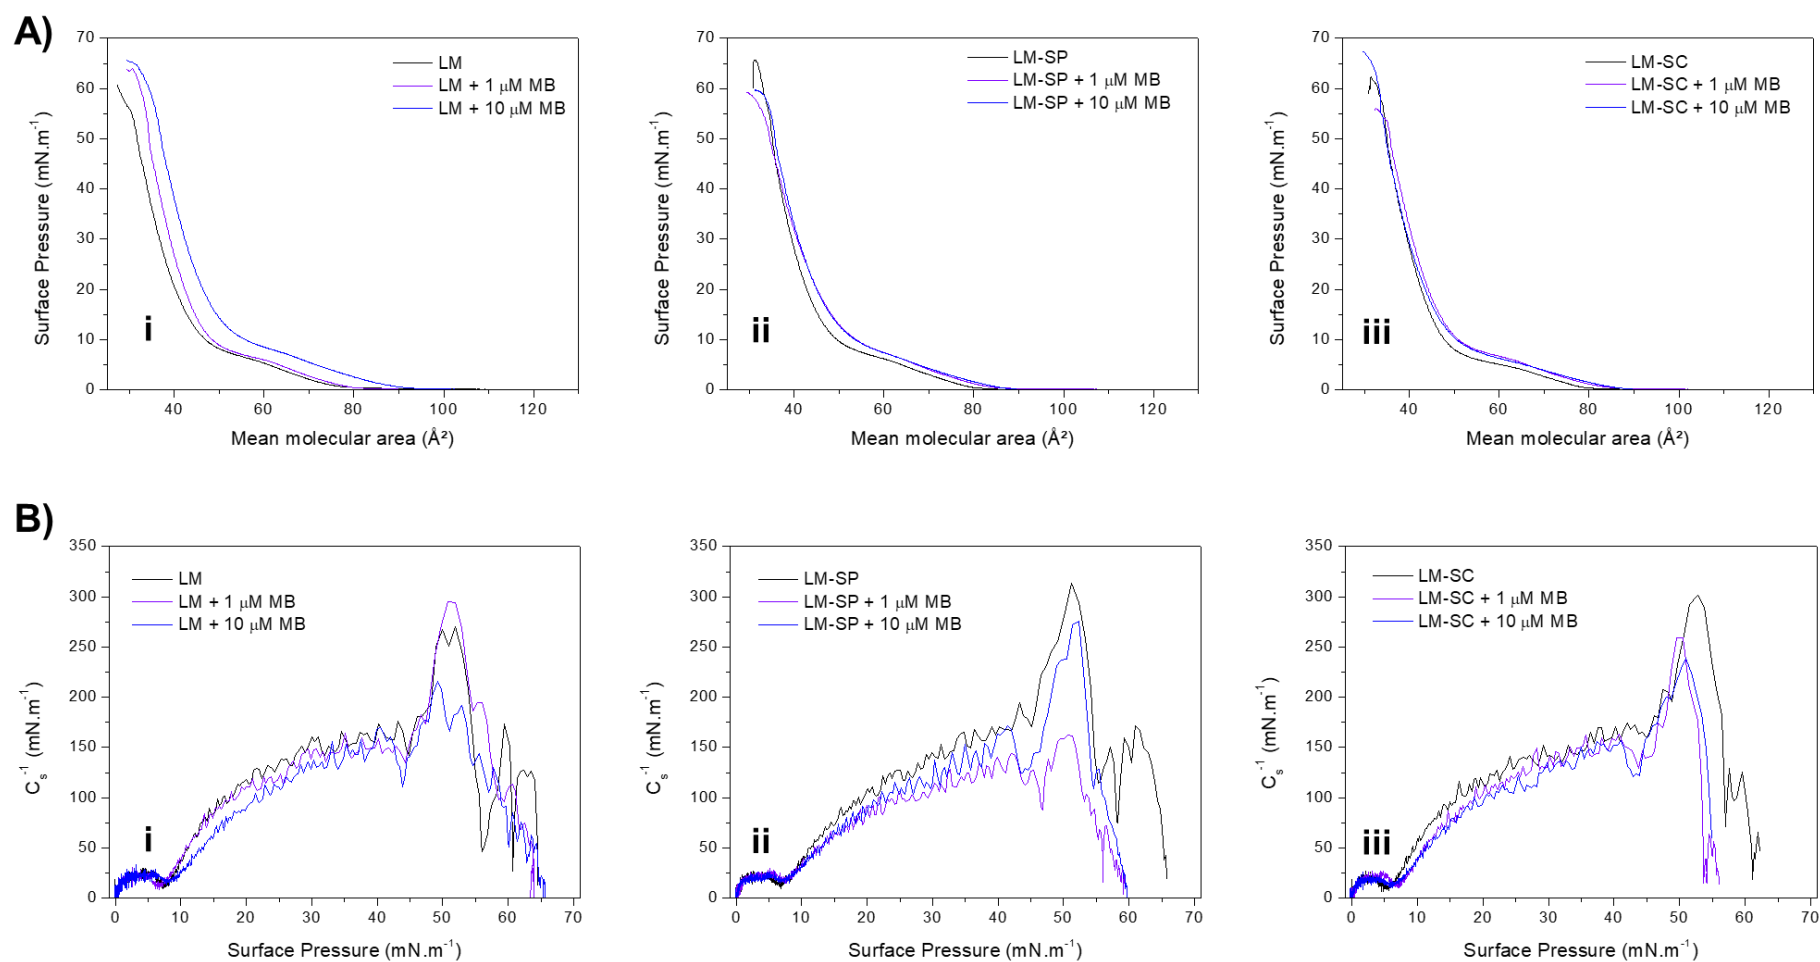 A)
70
60
50
40
30
20
10
0
Surface Pressure (mN.m⁻¹)
LM
LM + 1 μM MB
LM + 10 μM MB
i
40 60 80 100 120
Mean molecular area (Å²)
70
60
50
40
30
20
10
0
Surface Pressure (mN.m⁻¹)
LM-SP
LM-SP + 1 μM MB
LM-SP + 10 μM MB
ii
40 60 80 100 120
Mean molecular area (Å²)
70
60
50
40
30
20
10
0
Surface Pressure (mN.m⁻¹)
LM-SC
LM-SC + 1 μM MB
LM-SC + 10 μM MB
iii
40 60 80 100 120
Mean molecular area (Å²)
B)
350
300
250
200
150
100
50
0
Cₛ⁻¹ (mN.m⁻¹)
LM
LM + 1 μM MB
LM + 10 μM MB
i
0 10 20 30 40 50 60 70
Surface Pressure (mN.m⁻¹)
350
300
250
200
150
100
50
0
Cₛ⁻¹ (mN.m⁻¹)
LM-SP
LM-SP + 1 μM MB
LM-SP + 10 μM MB
ii
0 10 20 30 40 50 60 70
Surface Pressure (mN.m⁻¹)
350
300
250
200
150
100
50
0
Cₛ⁻¹ (mN.m⁻¹)
LM-SC
LM-SC + 1 μM MB
LM-SC + 10 μM MB
iii
0 10 20 30 40 50 60 70
Surface Pressure (mN.m⁻¹)